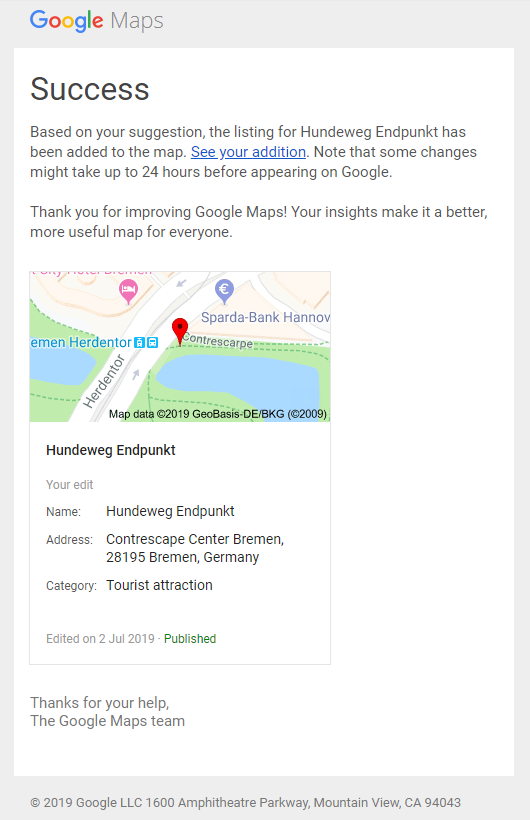 Google Maps
Success
Based on your suggestion, the listing for Hundeweg Endpunkt has
been added to the map. See your addition. Note that some changes
might take up to 24 hours before appearing on Google.
Thank you for improving Google Maps! Your insights make it a better,
more useful map for everyone.
t City Hotel Bremen
€
Sparda-Bank Hannov
emen Herdentor
Contrescarpe
Herdentor
Map data ©2019 GeoBasis-DE/BKG (©2009)
Hundeweg Endpunkt
Your edit
Name: Hundeweg Endpunkt
Address: Contrescape Center Bremen,
28195 Bremen, Germany
Category: Tourist attraction
Edited on 2 Jul 2019 · Published
Thanks for your help,
The Google Maps team
© 2019 Google LLC 1600 Amphitheatre Parkway, Mountain View, CA 94043